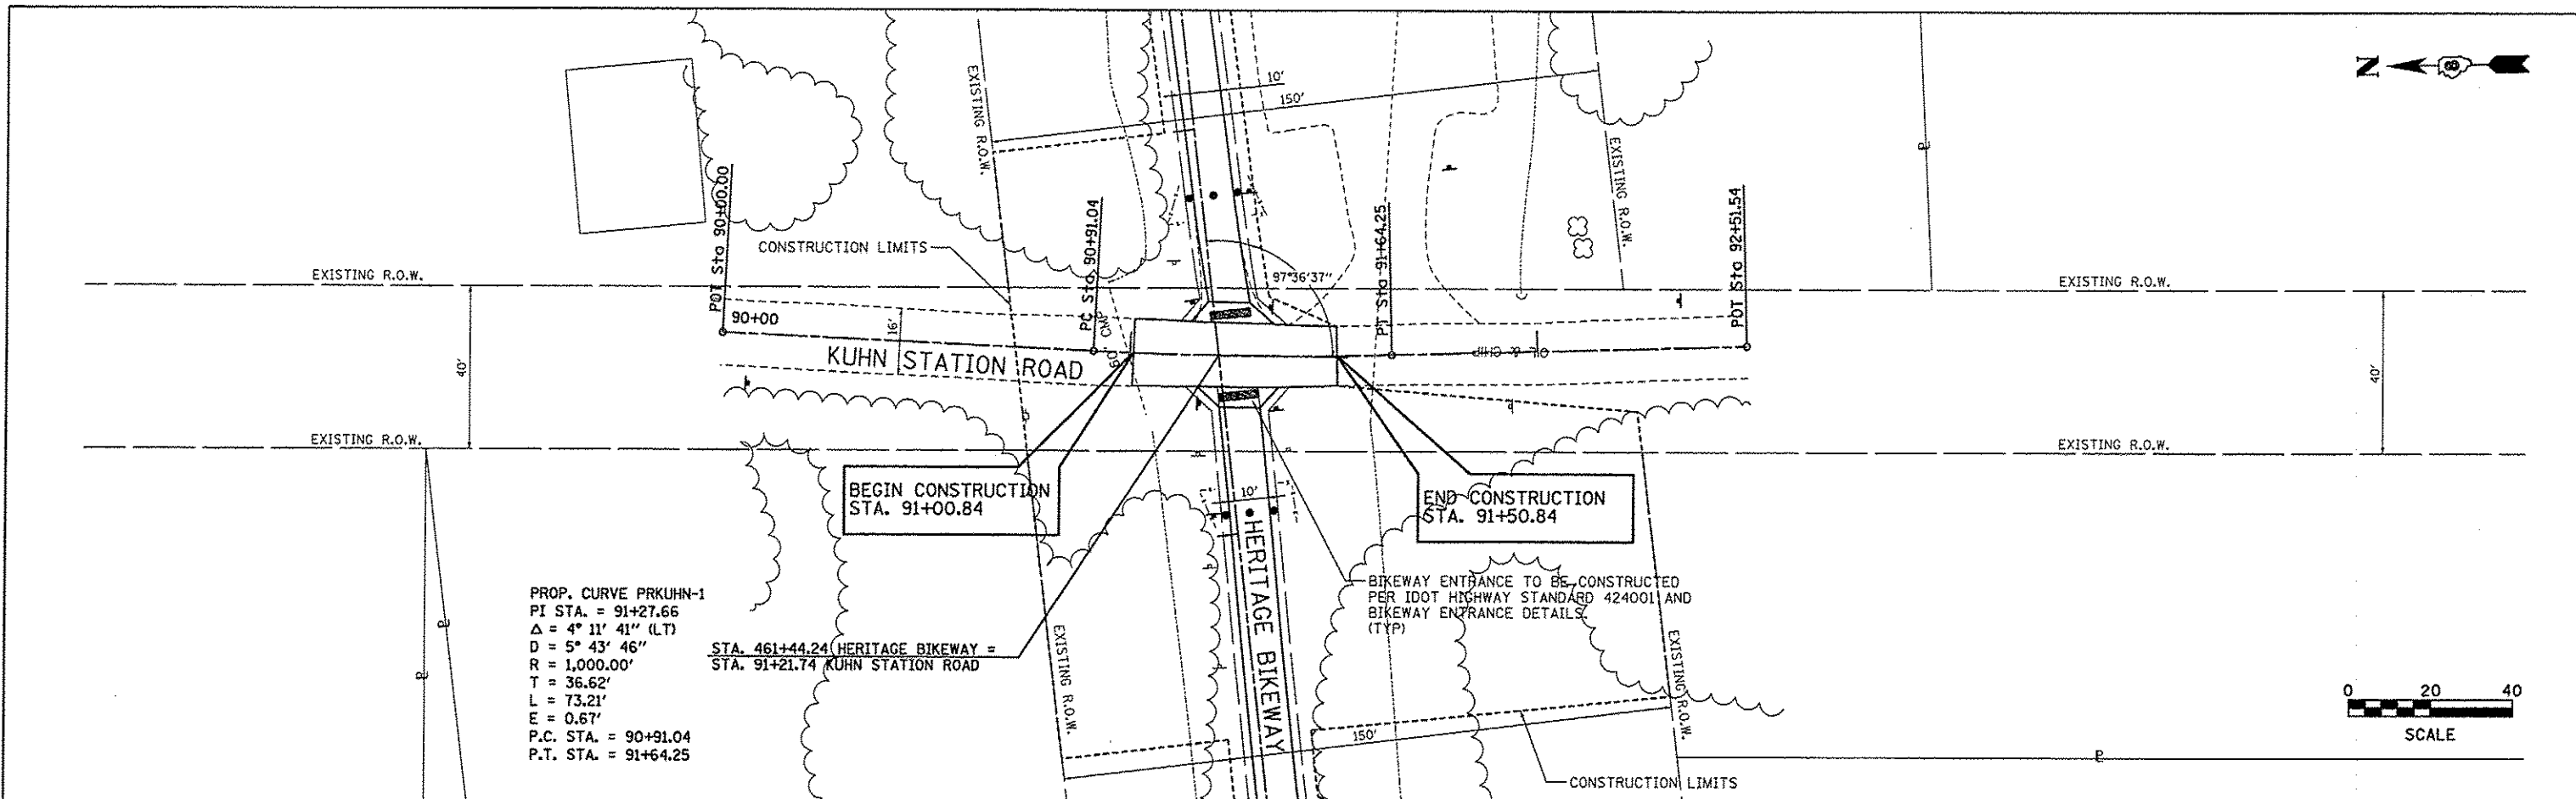 N
EXISTING R.O.W.
10'
150'
EXISTING R.O.W.
POT Sta 90+00.00
PC Sta 90+91.04
PT Sta 91+64.25
POT Sta 92+51.54
CONSTRUCTION LIMITS
97°36'37"
EXISTING R.O.W.
EXISTING R.O.W.
90+00
16'
60' CMP
OIL & CHIP
KUHN STATION ROAD
40'
40'
EXISTING R.O.W.
EXISTING R.O.W.
BEGIN CONSTRUCTION
STA. 91+00.84
10'
END CONSTRUCTION
STA. 91+50.84
HERITAGE BIKEWAY
BIKEWAY ENTRANCE TO BE CONSTRUCTED
PER IDOT HIGHWAY STANDARD 424001 AND
BIKEWAY ENTRANCE DETAILS.
(TYP)
PROP. CURVE PRKUHN-1
PI STA. = 91+27.66
Δ = 4° 11' 41" (LT)
D = 5° 43' 46"
R = 1,000.00'
T = 36.62'
L = 73.21'
E = 0.67'
P.C. STA. = 90+91.04
P.T. STA. = 91+64.25
STA. 461+44.24 HERITAGE BIKEWAY =
STA. 91+21.74 KUHN STATION ROAD
EXISTING R.O.W.
EXISTING R.O.W.
150'
CONSTRUCTION LIMITS
0 20 40
SCALE